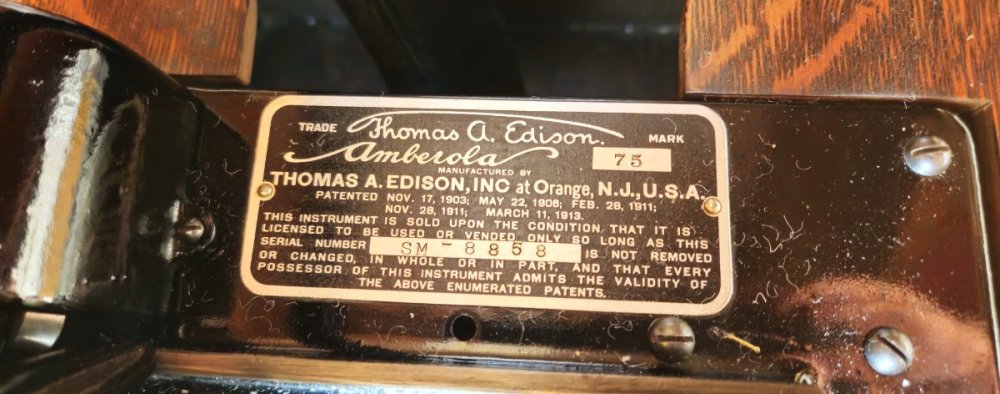 TRADE Thomas A. Edison. MARK
Amberola 75
MANUFACTURED BY
THOMAS A. EDISON, INC at Orange, N.J., U.S.A.
PATENTED NOV. 17, 1903; MAY 22, 1906; FEB. 28, 1911;
NOV. 28, 1911; MARCH 11, 1913.
THIS INSTRUMENT IS SOLD UPON THE CONDITION, THAT IT IS
LICENSED TO BE USED OR VENDED ONLY SO LONG AS THIS
SERIAL NUMBER SM-8858 IS NOT REMOVED
OR CHANGED, IN WHOLE OR IN PART, AND THAT EVERY
POSSESSOR OF THIS INSTRUMENT ADMITS THE VALIDITY OF
THE ABOVE ENUMERATED PATENTS.